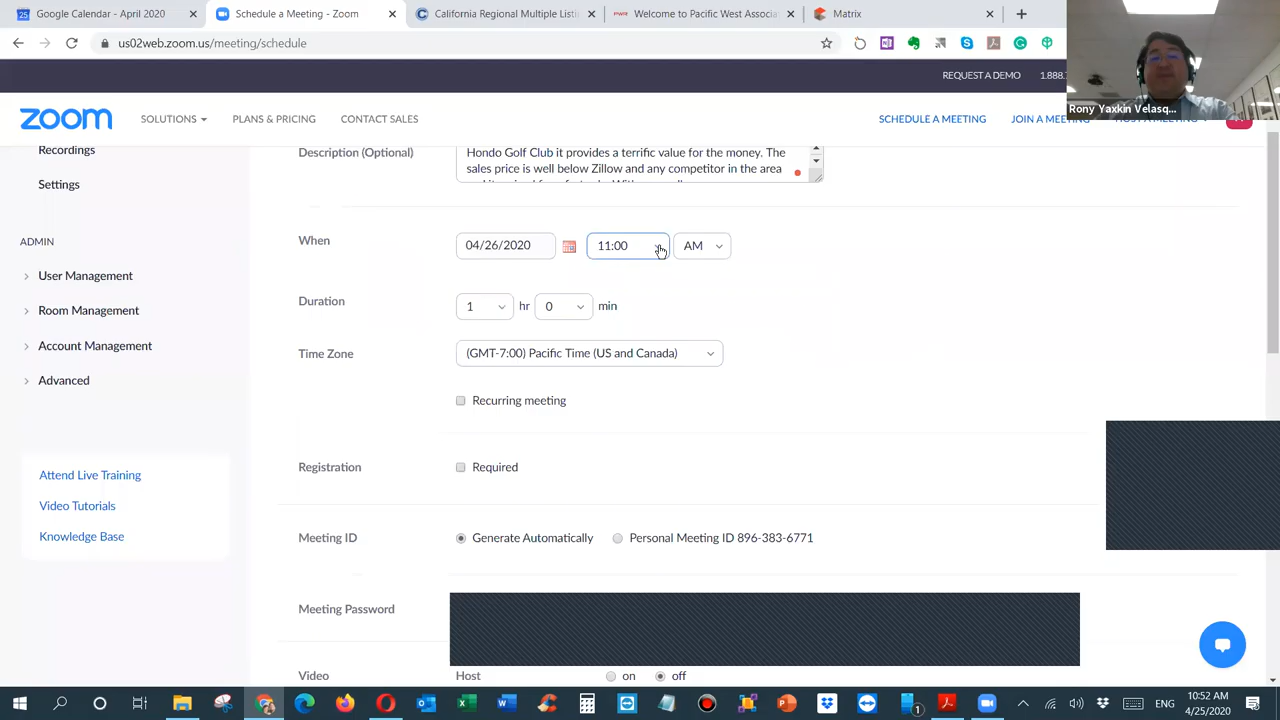 Google Calendar - April 2020
Schedule a Meeting - Zoom
California Regional Multiple Listi
Welcome to Pacific West Associa
Matrix
us02web.zoom.us/meeting/schedule
REQUEST A DEMO
1.888.
Rony Yaxkin Velasq...
zoom
SOLUTIONS
PLANS & PRICING
CONTACT SALES
SCHEDULE A MEETING
JOIN A MEETING
HOST A MEETING
Recordings
Settings
ADMIN
User Management
Room Management
Account Management
Advanced
Attend Live Training
Video Tutorials
Knowledge Base
Description (Optional)
Hondo Golf Club it provides a terrific value for the money. The
sales price is well below Zillow and any competitor in the area
When
04/26/2020
11:00
AM
Duration
1 hr 0 min
Time Zone
(GMT-7:00) Pacific Time (US and Canada)
Recurring meeting
Registration
Required
Meeting ID
Generate Automatically
Personal Meeting ID 896-383-6771
Meeting Password
Video
Host
on
off
ENG
10:52 AM
4/25/2020